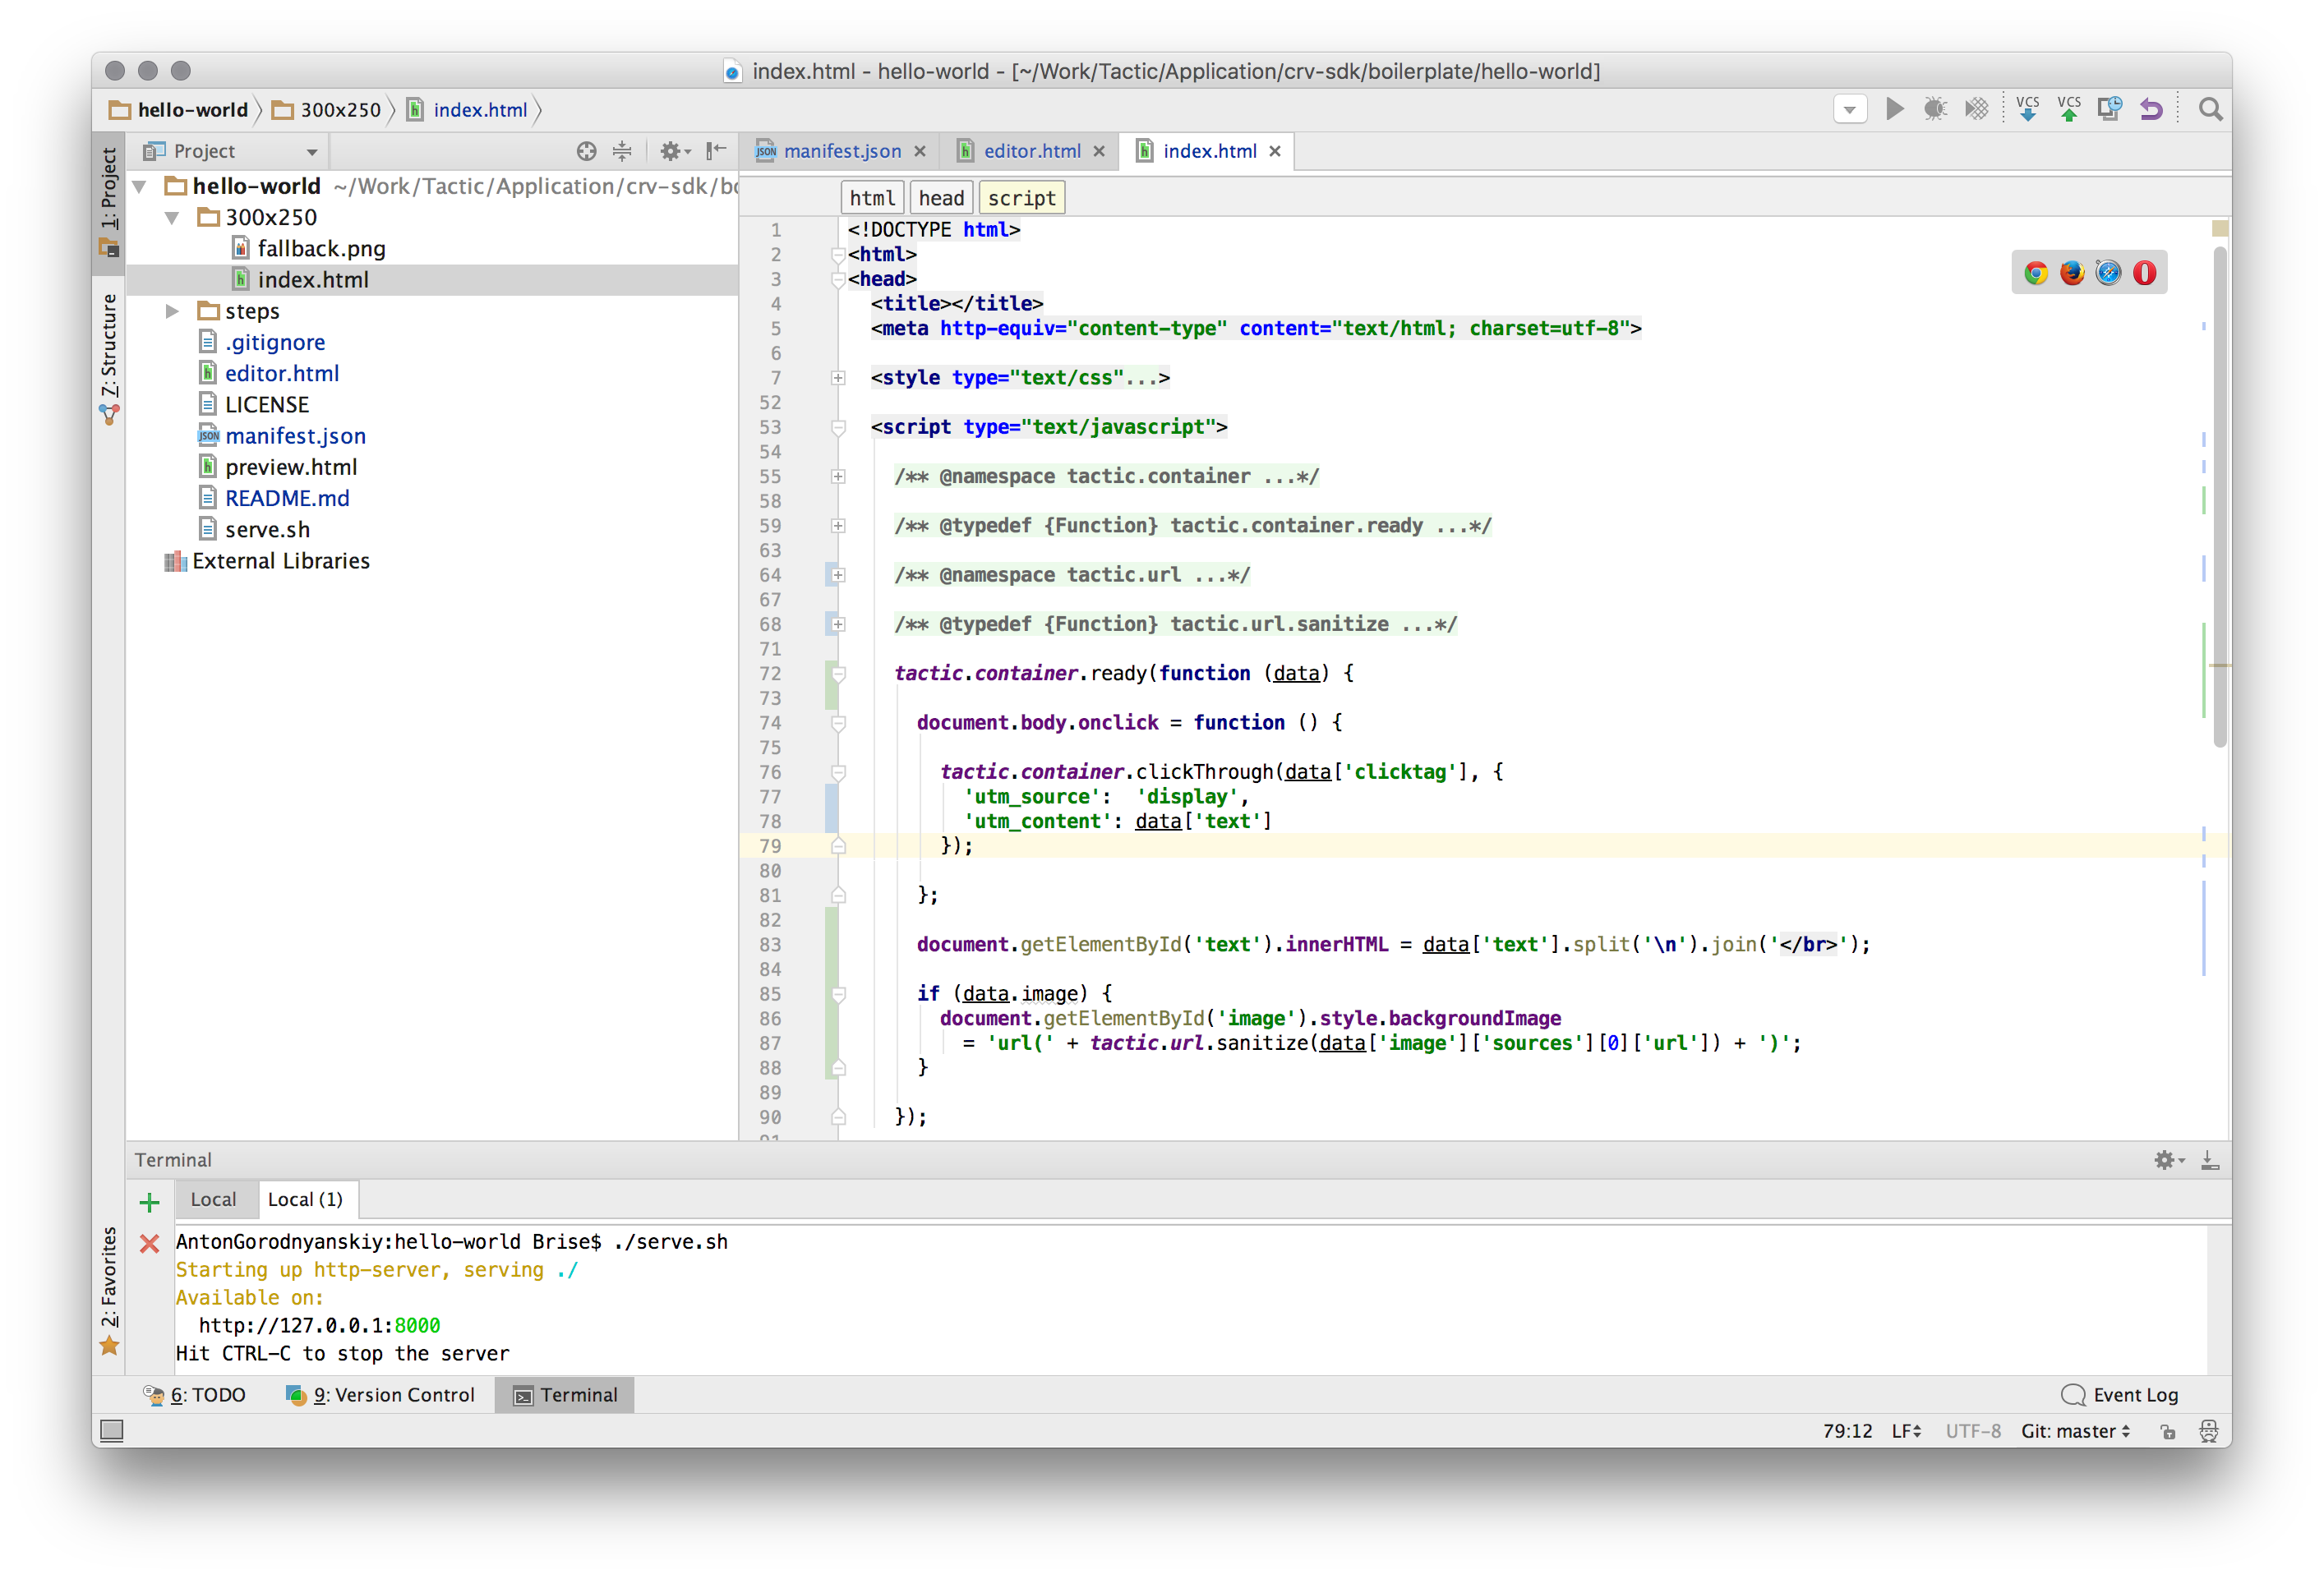 index.html - hello-world - [~/Work/Tactic/Application/crv-sdk/boilerplate/hello-world]
hello-world 300x250 index.html
VCS VCS
1: Project
7: Structure
2: Favorites
Project
hello-world ~/Work/Tactic/Application/crv-sdk/bo
300x250
fallback.png
index.html
steps
.gitignore
editor.html
LICENSE
JSON manifest.json
preview.html
README.md
serve.sh
External Libraries
JSON manifest.json editor.html index.html
html head script
1 <!DOCTYPE html>
2 <html>
3 <head>
4 <title></title>
5 <meta http-equiv="content-type" content="text/html; charset=utf-8">
6
7 <style type="text/css"...>
52
53 <script type="text/javascript">
54
55 /** @namespace tactic.container ...*/
58
59 /** @typedef {Function} tactic.container.ready ...*/
63
64 /** @namespace tactic.url ...*/
67
68 /** @typedef {Function} tactic.url.sanitize ...*/
71
72 tactic.container.ready(function (data) {
73
74 document.body.onclick = function () {
75
76 tactic.container.clickThrough(data['clicktag'], {
77 'utm_source':  'display',
78 'utm_content': data['text']
79 });
80
81 };
82
83 document.getElementById('text').innerHTML = data['text'].split('\n').join('</br>');
84
85 if (data.image) {
86 document.getElementById('image').style.backgroundImage
87 = 'url(' + tactic.url.sanitize(data['image']['sources'][0]['url']) + ')';
88 }
89
90 });
91
Terminal
Local Local (1)
AntonGorodnyanskiy:hello-world Brise$ ./serve.sh
Starting up http-server, serving ./
Available on:
http://127.0.0.1:8000
Hit CTRL-C to stop the server
6: TODO 9: Version Control Terminal Event Log
79:12 LF UTF-8 Git: master